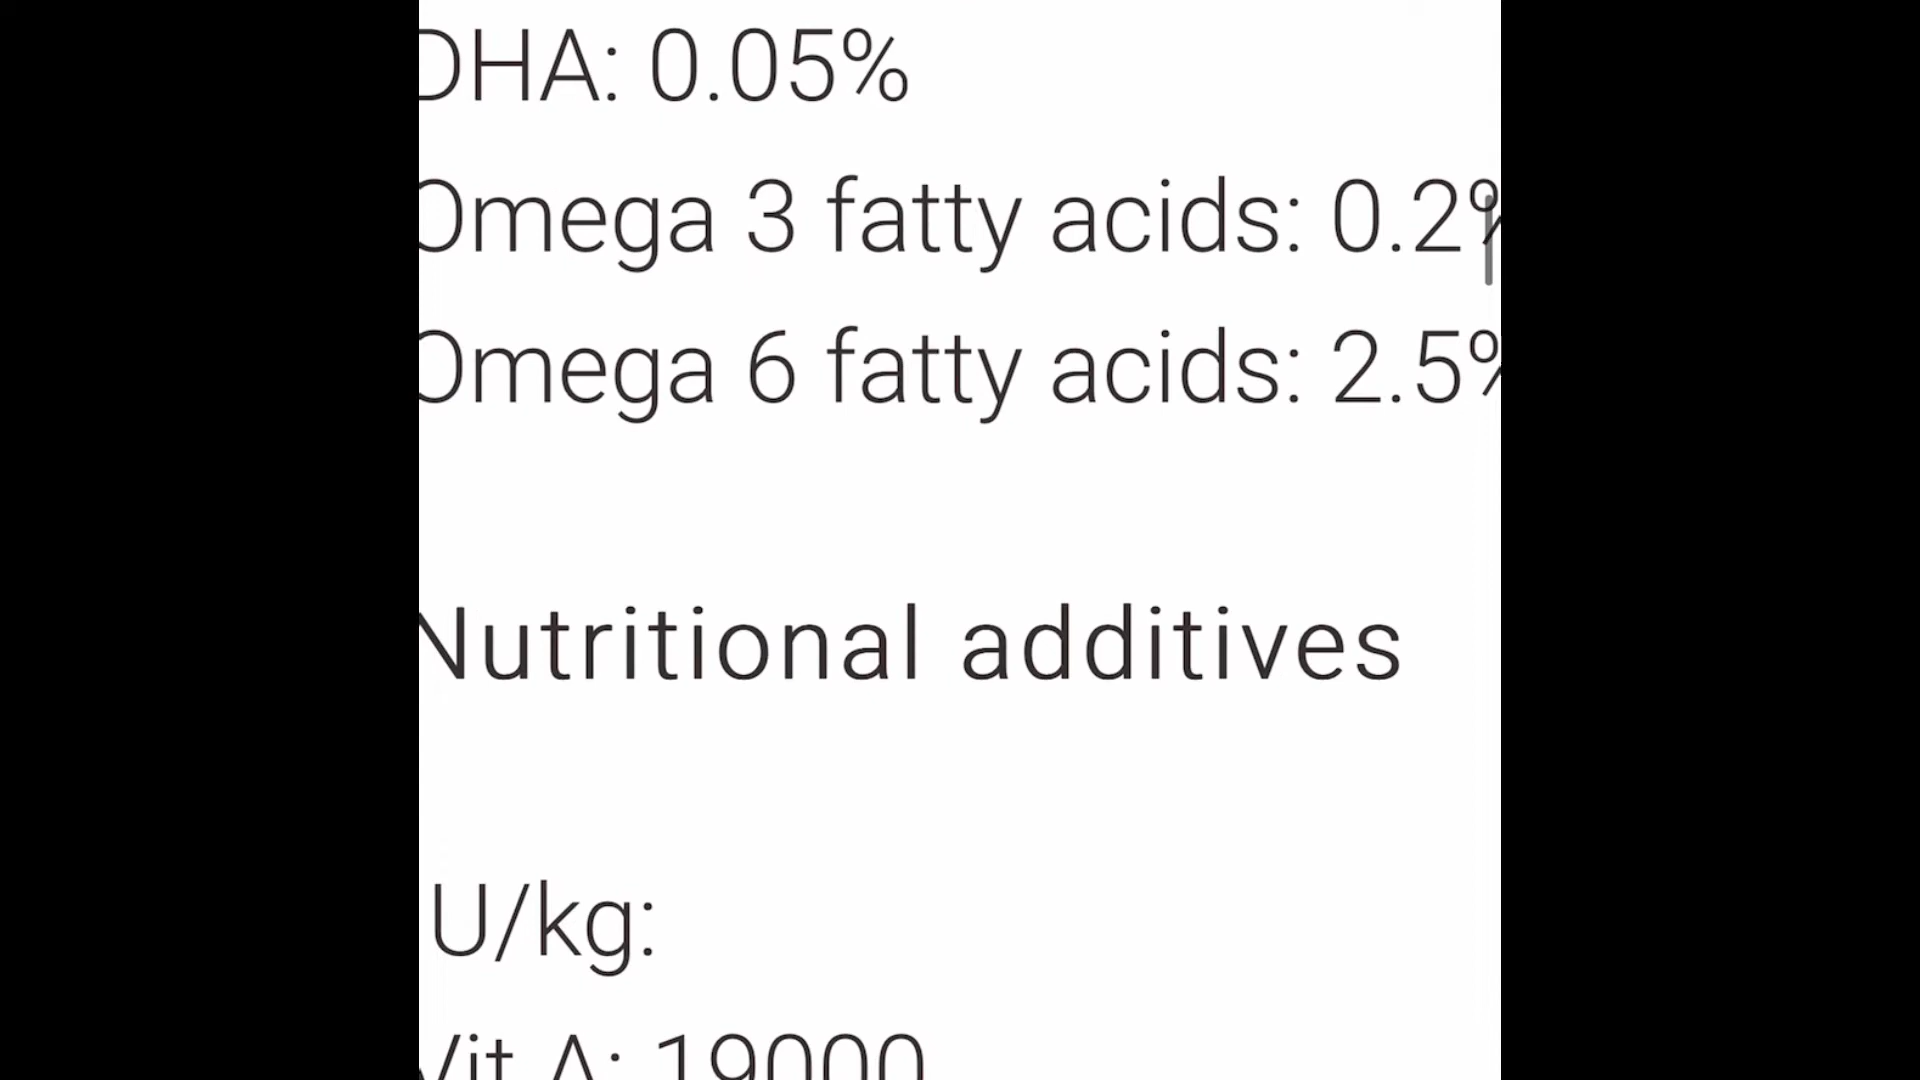 DHA: 0.05%
Omega 3 fatty acids: 0.2%
Omega 6 fatty acids: 2.5%
Nutritional additives
U/kg:
Vit A: 19000